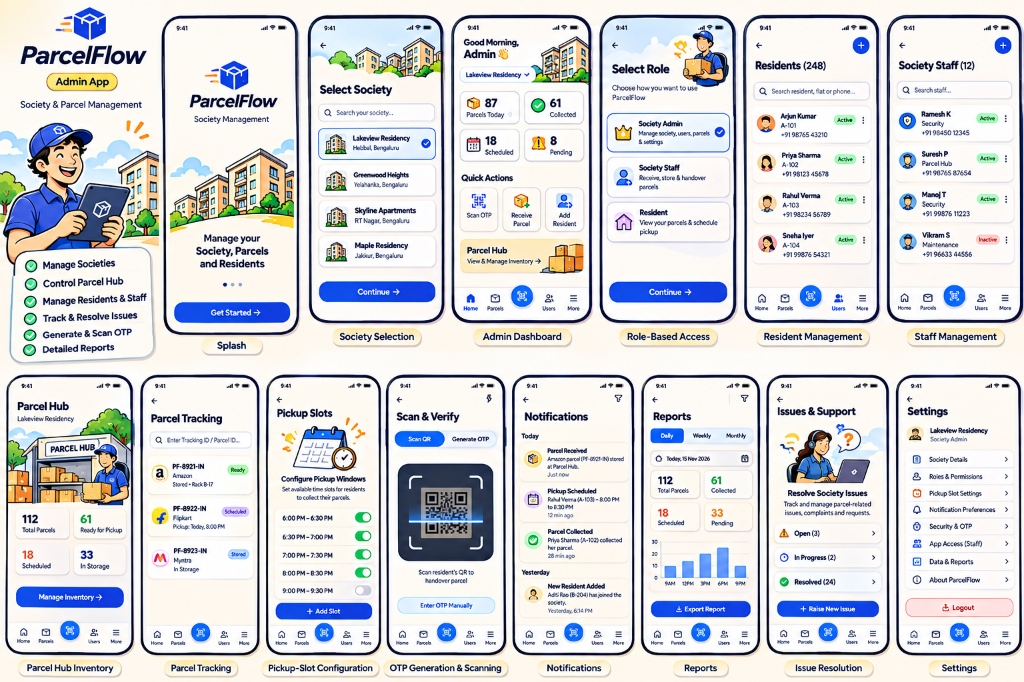 ParcelFlow
Admin App
Society & Parcel Management
Manage Societies
Control Parcel Hub
Manage Residents & Staff
Track & Resolve Issues
Generate & Scan OTP
Detailed Reports
9:41
ParcelFlow
Society Management
Manage your
Society, Parcels
and Residents
Get Started →
Splash
9:41
←
Select Society
Search your society...
Lakeview Residency
Hebbal, Bengaluru
Greenwood Heights
Yelahanka, Bengaluru
Skyline Apartments
RT Nagar, Bengaluru
Maple Residency
Jakkur, Bengaluru
Continue →
Society Selection
9:41
Good Morning,
Admin 👋
Lakeview Residency
87
Parcels Today
61
Collected
18
Scheduled
8
Pending
Quick Actions
Scan OTP
Receive
Parcel
Add
Resident
Parcel Hub
View & Manage Inventory →
Home
Parcels
Users
More
Admin Dashboard
9:41
←
Select Role
Choose how you want to use
ParcelFlow
Society Admin
Manage society, users, parcels
& settings
Society Staff
Receive, store & handover
parcels
Resident
View your parcels & schedule
pickup
Continue →
Role-Based Access
9:41
←
+
Residents (248)
Search resident, flat or phone...
Arjun Kumar
A-101
+91 98765 43210
Active
Priya Sharma
A-102
+91 98123 45678
Active
Rahul Verma
A-103
+91 98234 56789
Active
Sneha Iyer
A-104
+91 99876 54321
Active
Home
Parcels
Users
More
Resident Management
9:41
←
+
Society Staff (12)
Search staff...
Ramesh K
Security
+91 98450 12345
Active
Suresh P
Parcel Hub
+91 98765 87654
Active
Manoj T
Security
+91 99876 11223
Active
Vikram S
Maintenance
+91 96633 44556
Inactive
Home
Parcels
Users
More
Staff Management
9:41
Parcel Hub
Lakeview Residency
PARCEL HUB
112
Total Parcels
61
Ready for Pickup
18
Scheduled
33
In Storage
Manage Inventory →
Home
Parcels
Users
More
Parcel Hub Inventory
9:41
←
Parcel Tracking
Enter Tracking ID / Parcel ID...
a
PF-8921-IN
Amazon
Stored • Rack B-17
Ready
PF-8922-IN
Flipkart
Pickup: Today, 8:00 PM
Scheduled
PF-8923-IN
Myntra
In Storage
Stored
Home
Parcels
Users
More
Parcel Tracking
9:41
←
Pickup Slots
Configure Pickup Windows
Set available time slots for residents
to collect their parcels.
6:00 PM – 6:30 PM
6:30 PM – 7:00 PM
7:00 PM – 7:30 PM
8:00 PM – 8:30 PM
9:00 PM – 9:30 PM
+ Add Slot
Home
Parcels
Users
More
Pickup-Slot Configuration
9:41
←
Scan & Verify
Scan QR
Generate OTP
Scan resident's QR to
handover parcel
Enter OTP Manually
Home
Parcels
Users
More
OTP Generation & Scanning
9:41
←
Notifications
Today
Parcel Received
Amazon parcel (PF-8921-IN) stored
at Parcel Hub.
Just now
Pickup Scheduled
Rahul Verma (A-103) – 8:00 PM
to 8:30 PM
12 min ago
Parcel Collected
Priya Sharma (A-102) collected
her parcel.
28 min ago
Yesterday
New Resident Added
Aditi Rao (B-204) has joined the
society.
Yesterday, 6:14 PM
Home
Parcels
Users
More
Notifications
9:41
←
Reports
Daily
Weekly
Monthly
Today, 15 Nov 2026
112
Total Parcels
61
Collected
18
Scheduled
33
Pending
30
20
10
0
9AM
12PM
3PM
6PM
9PM
Export Report
Home
Parcels
Users
More
Reports
9:41
←
Issues & Support
?
Resolve Society Issues
Track and manage parcel-related
issues, complaints and requests.
Open (3)
In Progress (2)
Resolved (24)
+ Raise New Issue
Home
Parcels
Users
More
Issue Resolution
9:41
←
Settings
Lakeview Residency
Society Admin
Society Details
Roles & Permissions
Pickup Slot Settings
Notification Preferences
Security & OTP
App Access (Staff)
Data & Reports
About ParcelFlow
Logout
Home
Parcels
Users
More
Settings